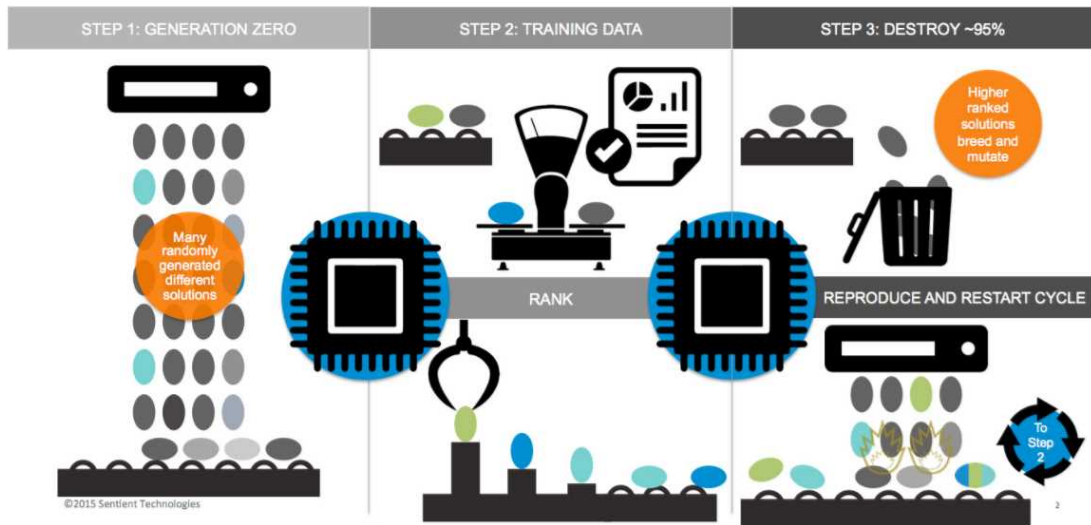 STEP 1: GENERATION ZERO
STEP 2: TRAINING DATA
STEP 3: DESTROY ~95%
Many
randomly
generated
different
solutions
Higher
ranked
solutions
breed and
mutate
RANK
REPRODUCE AND RESTART CYCLE
To
Step
2
©2015 Sentient Technologies
2